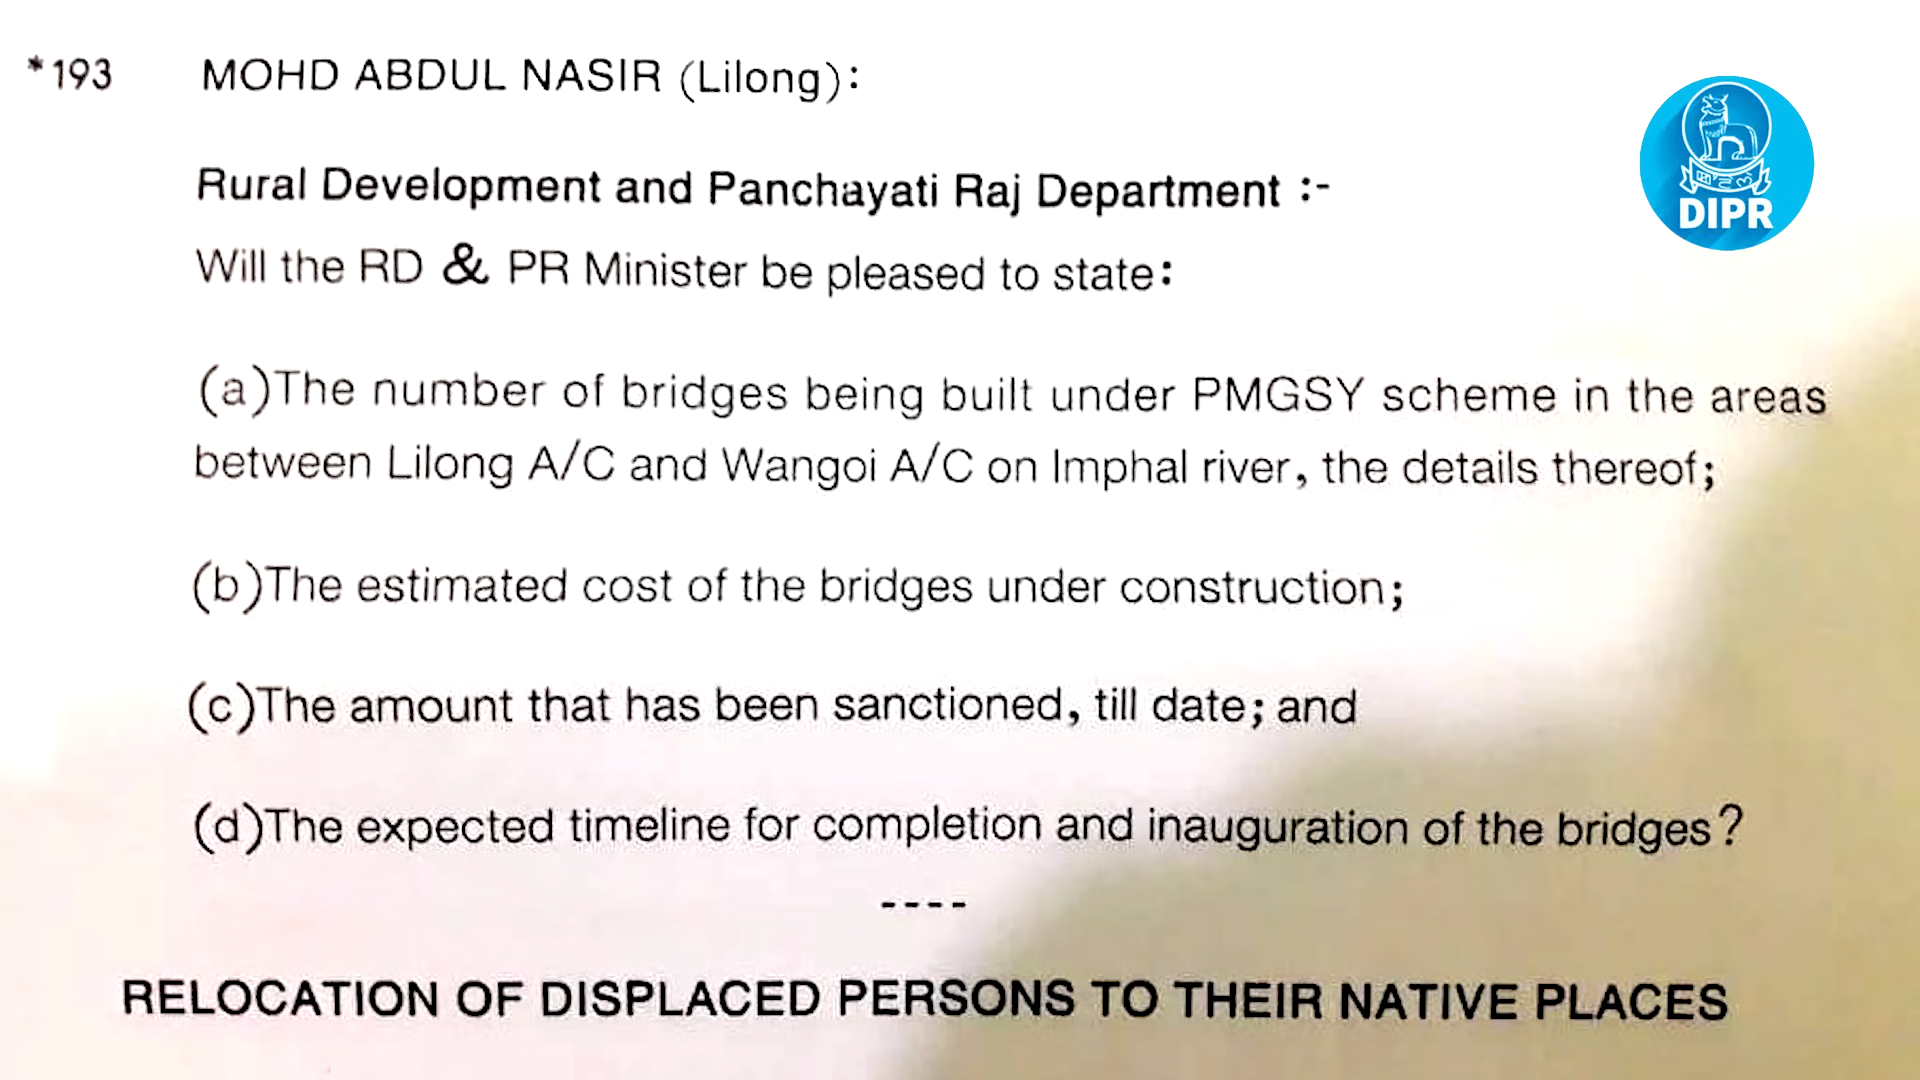 *193 MOHD ABDUL NASIR (Lilong):
DIPR
Rural Development and Panchayati Raj Department :-
Will the RD & PR Minister be pleased to state:
(a)The number of bridges being built under PMGSY scheme in the areas
between Lilong A/C and Wangoi A/C on Imphal river, the details thereof;
(b)The estimated cost of the bridges under construction;
(c)The amount that has been sanctioned, till date; and
(d)The expected timeline for completion and inauguration of the bridges?
----
RELOCATION OF DISPLACED PERSONS TO THEIR NATIVE PLACES